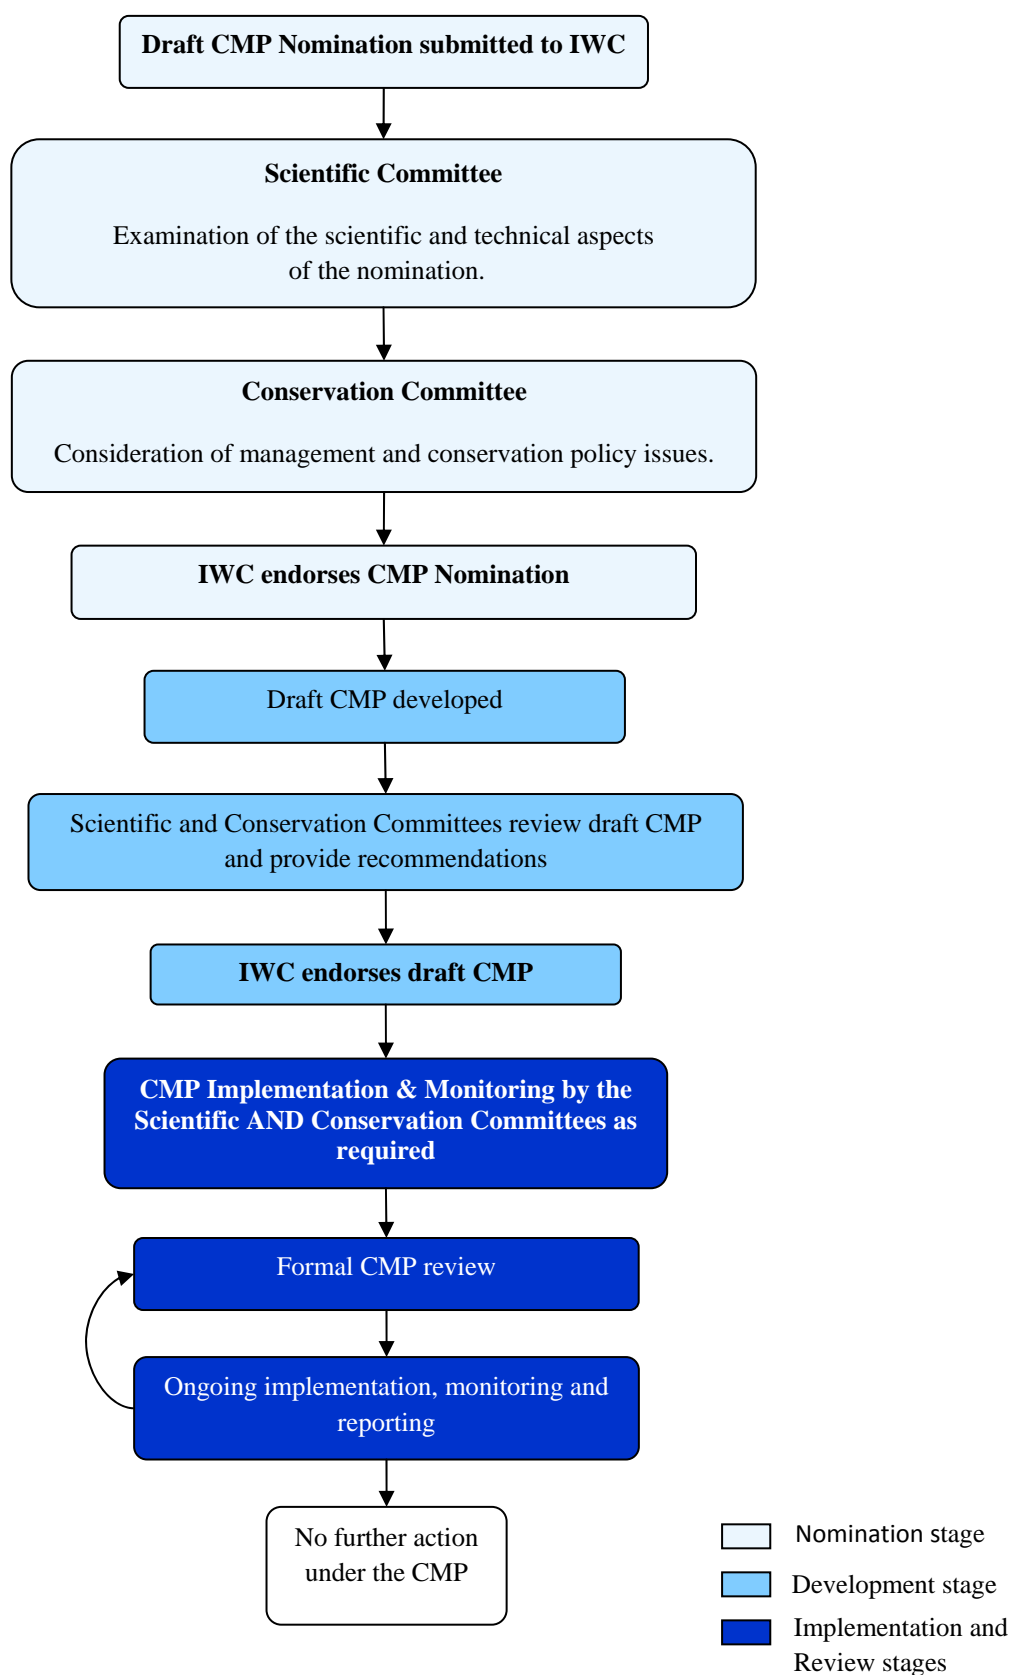 Draft CMP Nomination submitted to IWC
Scientific Committee
Examination of the scientific and technical aspects
of the nomination.
Conservation Committee
Consideration of management and conservation policy issues.
IWC endorses CMP Nomination
Draft CMP developed
Scientific and Conservation Committees review draft CMP
and provide recommendations
IWC endorses draft CMP
CMP Implementation & Monitoring by the
Scientific AND Conservation Committees as
required
Formal CMP review
Ongoing implementation, monitoring and
reporting
No further action
under the CMP
Nomination stage
Development stage
Implementation and
Review stages